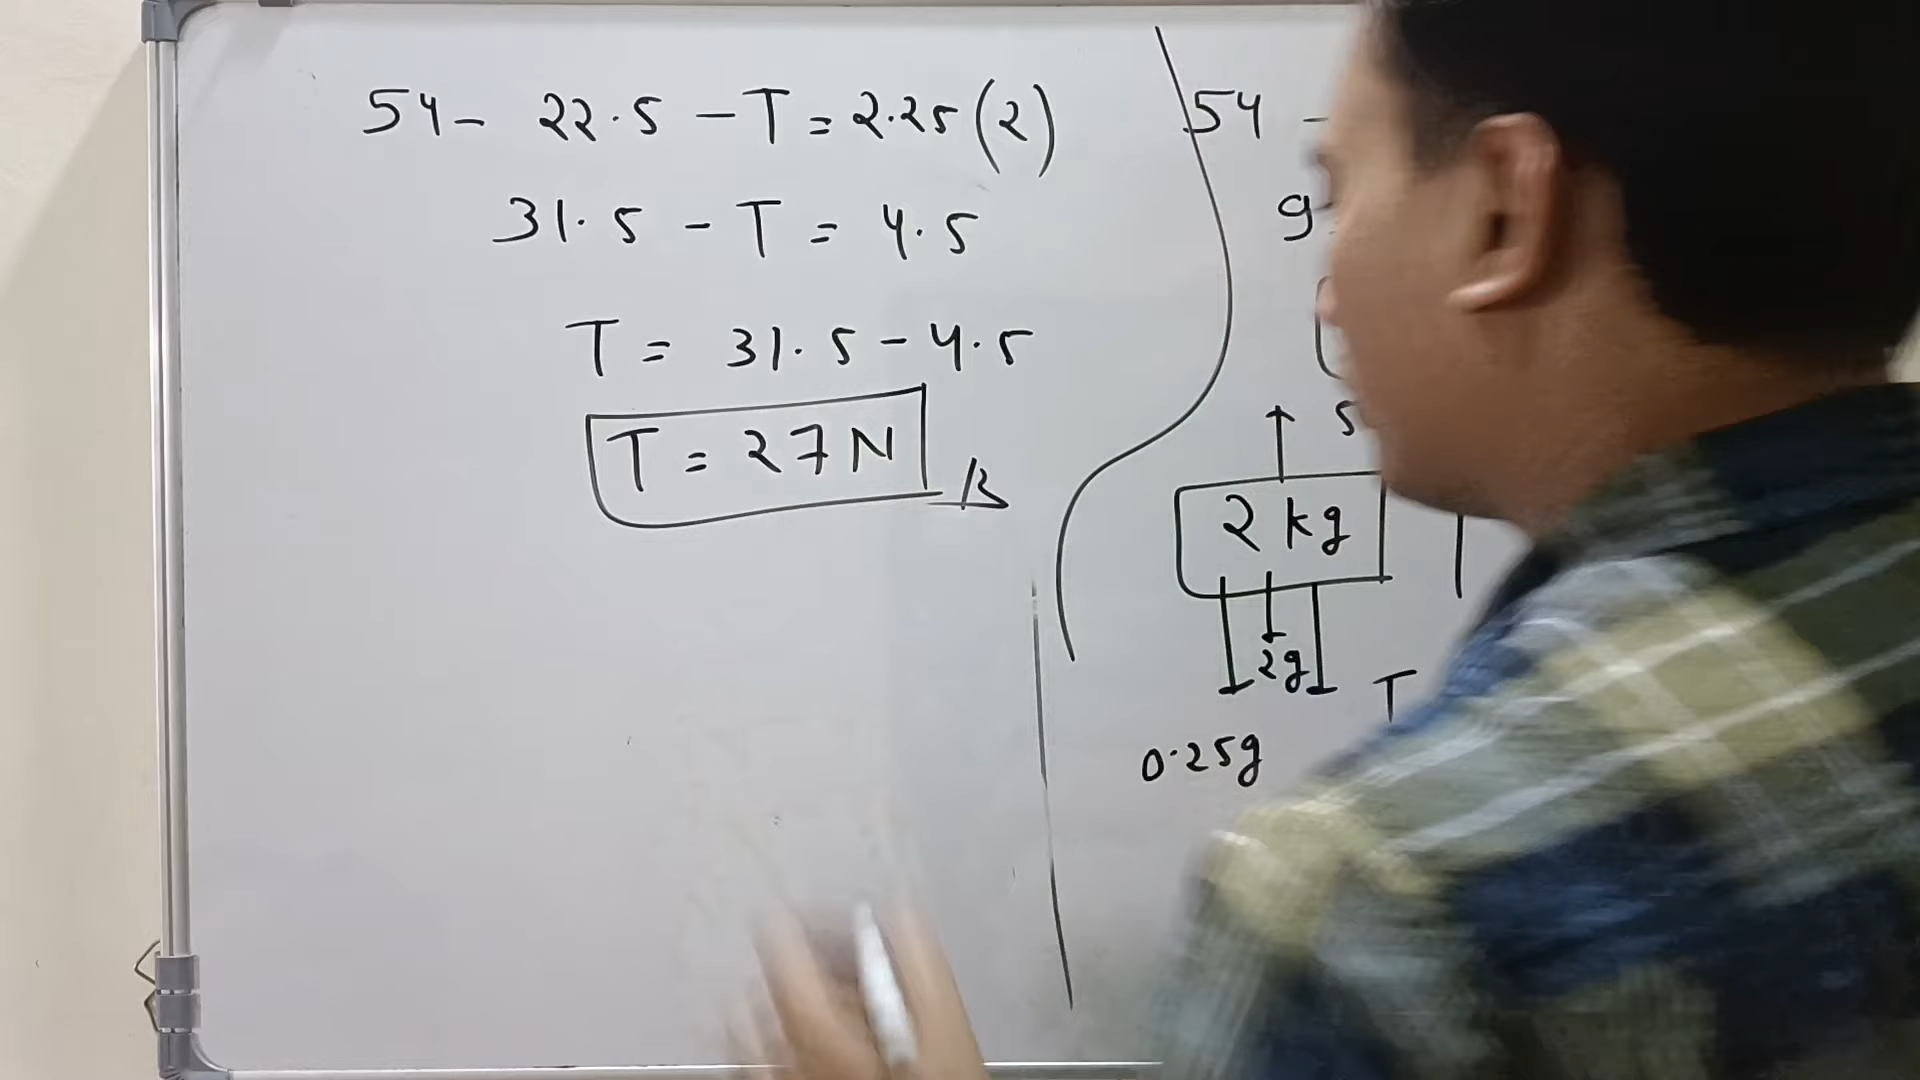 54 - 22.5 - T = 2.25 (2)
31.5 - T = 4.5
T = 31.5 - 4.5
T = 27 N
54 -
9
2 kg
2g
T
0.25g